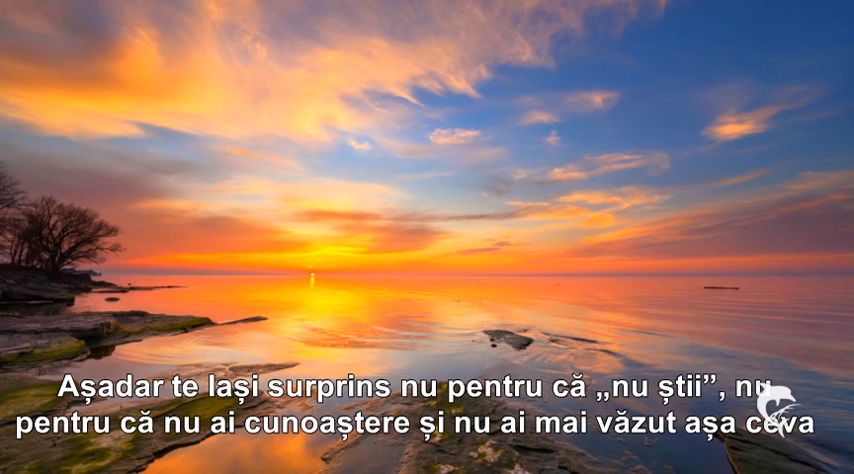 Așadar te lași surprins nu pentru că „nu știi”, nu
pentru că nu ai cunoaștere și nu ai mai văzut așa ceva